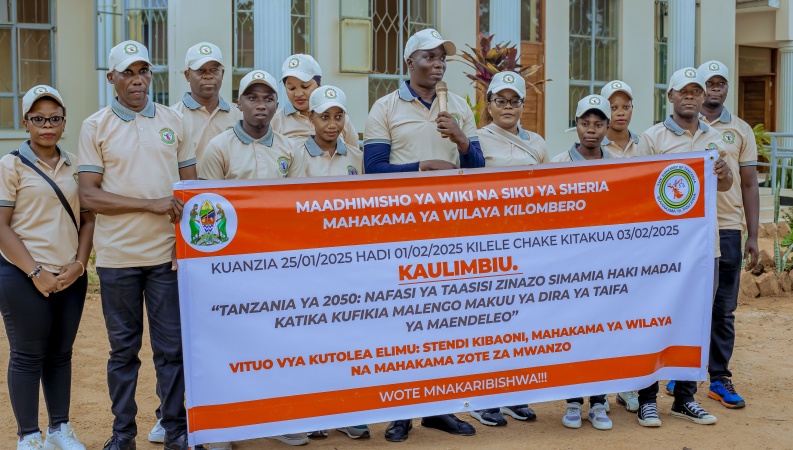 MAADHIMISHO YA WIKI NA SIKU YA SHERIA
MAHAKAMA YA WILAYA KILOMBERO
KUANZIA 25/01/2025 HADI 01/02/2025 KILELE CHAKE KITAKUA 03/02/2025
KAULIMBIU.
“TANZANIA YA 2050: NAFASI YA TAASISI ZINAZO SIMAMIA HAKI MADAI
KATIKA KUFIKIA MALENGO MAKUU YA DIRA YA TAIFA
YA MAENDELEO”
VITUO VYA KUTOLEA ELIMU: STENDI KIBAONI, MAHAKAMA YA WILAYA
NA MAHAKAMA ZOTE ZA MWANZO
WOTE MNAKARIBISHWA!!!